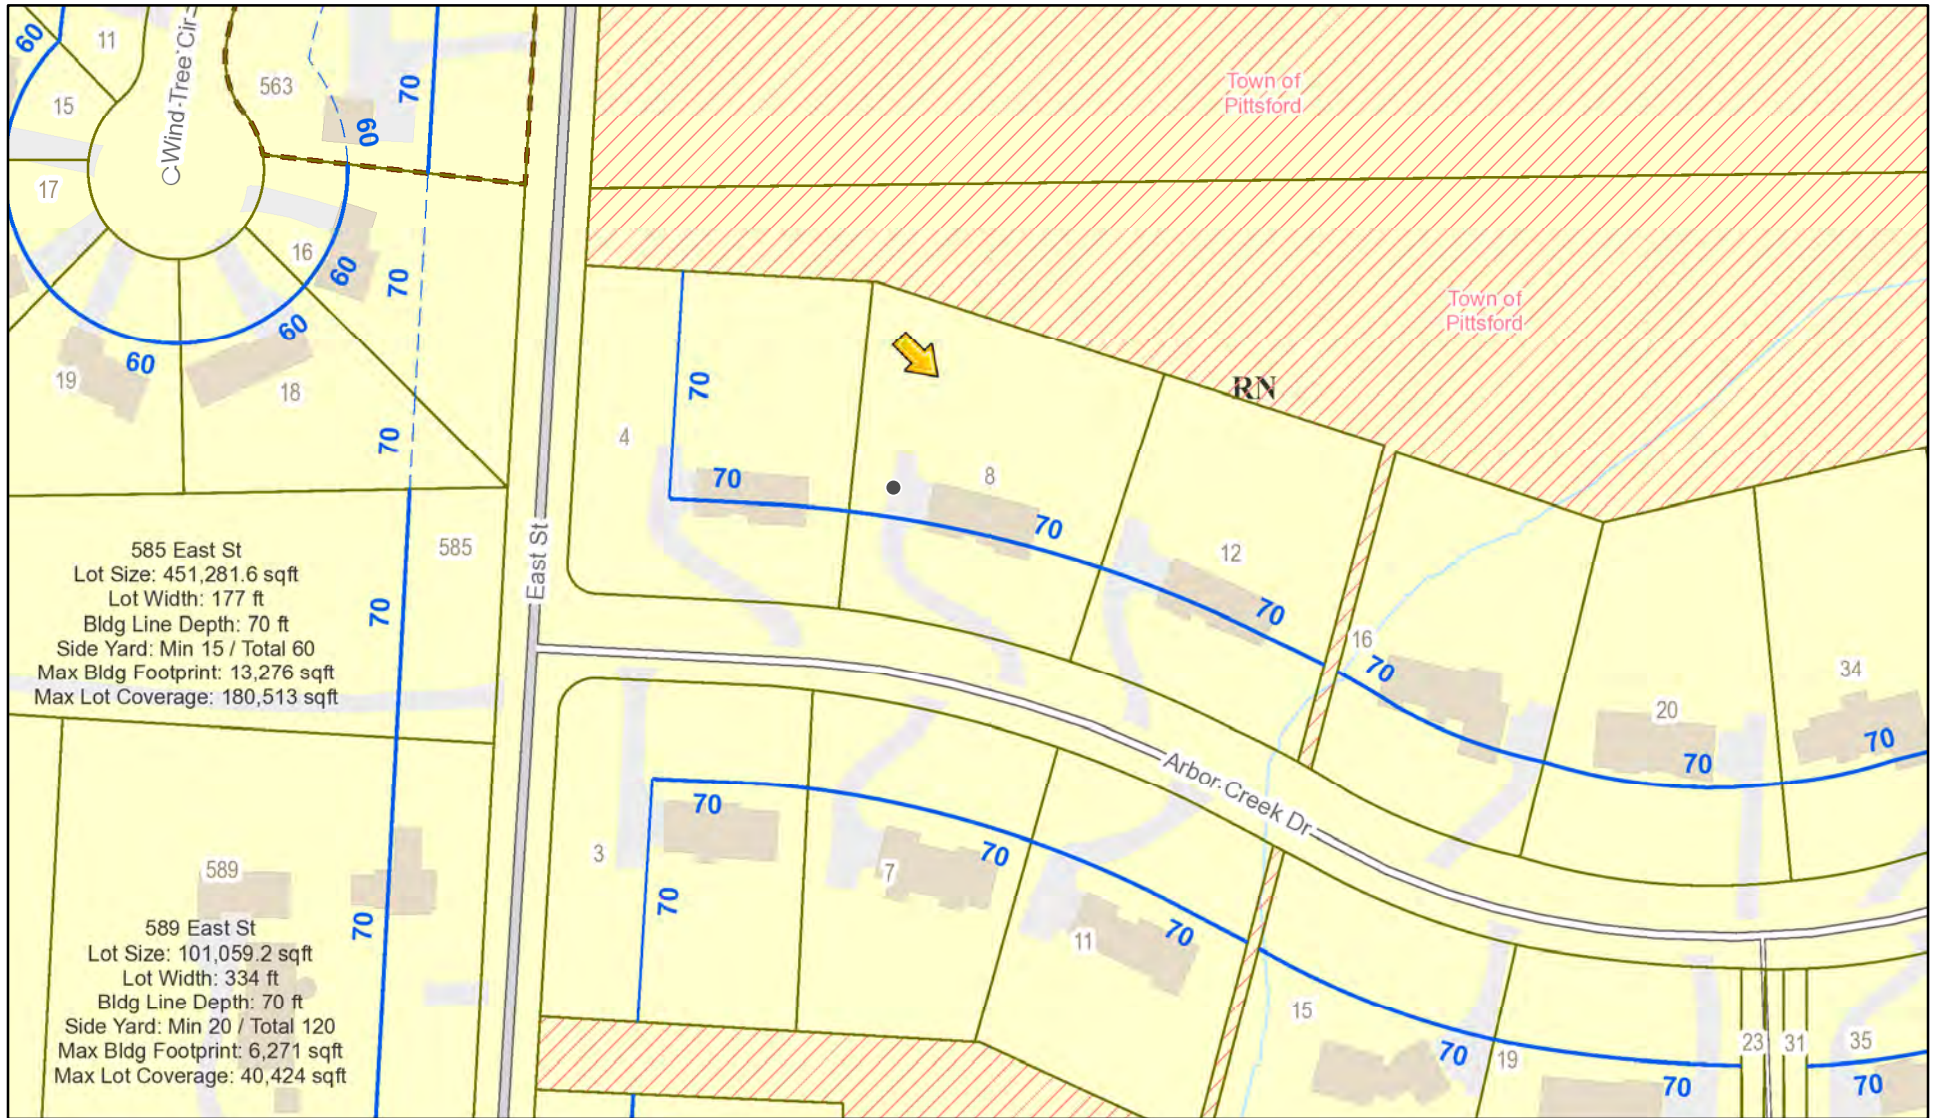 60
11
15
17
Wind Tree Cir
563
60
70
Town of
Pittsford
16
60
70
60
60
19
18
70
Town of
Pittsford
RN
4
70
70
8
70
12
70
16
70
20
70
34
70
East St
585
70
585 East St
Lot Size: 451,281.6 sqft
Lot Width: 177 ft
Bldg Line Depth: 70 ft
Side Yard: Min 15 / Total 60
Max Bldg Footprint: 13,276 sqft
Max Lot Coverage: 180,513 sqft
Arbor Creek Dr
3
70
70
7
70
11
70
15
70
19
70
23
31
35
70
589
70
589 East St
Lot Size: 101,059.2 sqft
Lot Width: 334 ft
Bldg Line Depth: 70 ft
Side Yard: Min 20 / Total 120
Max Bldg Footprint: 6,271 sqft
Max Lot Coverage: 40,424 sqft